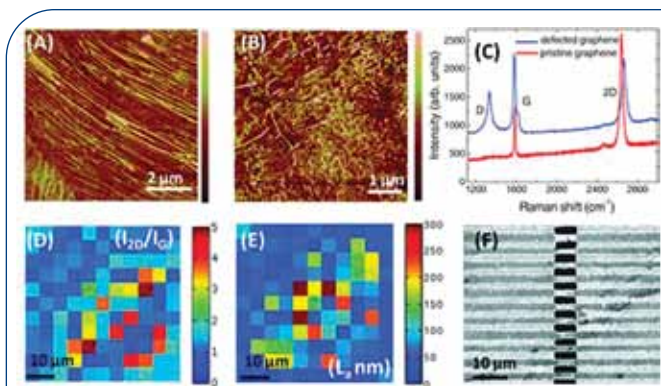 (A)
2 µm
(B)
1 µm
(C)
defected graphene
pristine graphene
D
G
2D
Intensity (arb. units)
2500
2000
1500
1000
500
0
1200
1600
2000
2400
2800
Raman shift (cm⁻¹)
(D)
(I2D/IG)
10 µm
5
4
3
2
1
0
(E)
(La nm)
10 µm
300
250
200
150
100
50
0
(F)
10 µm